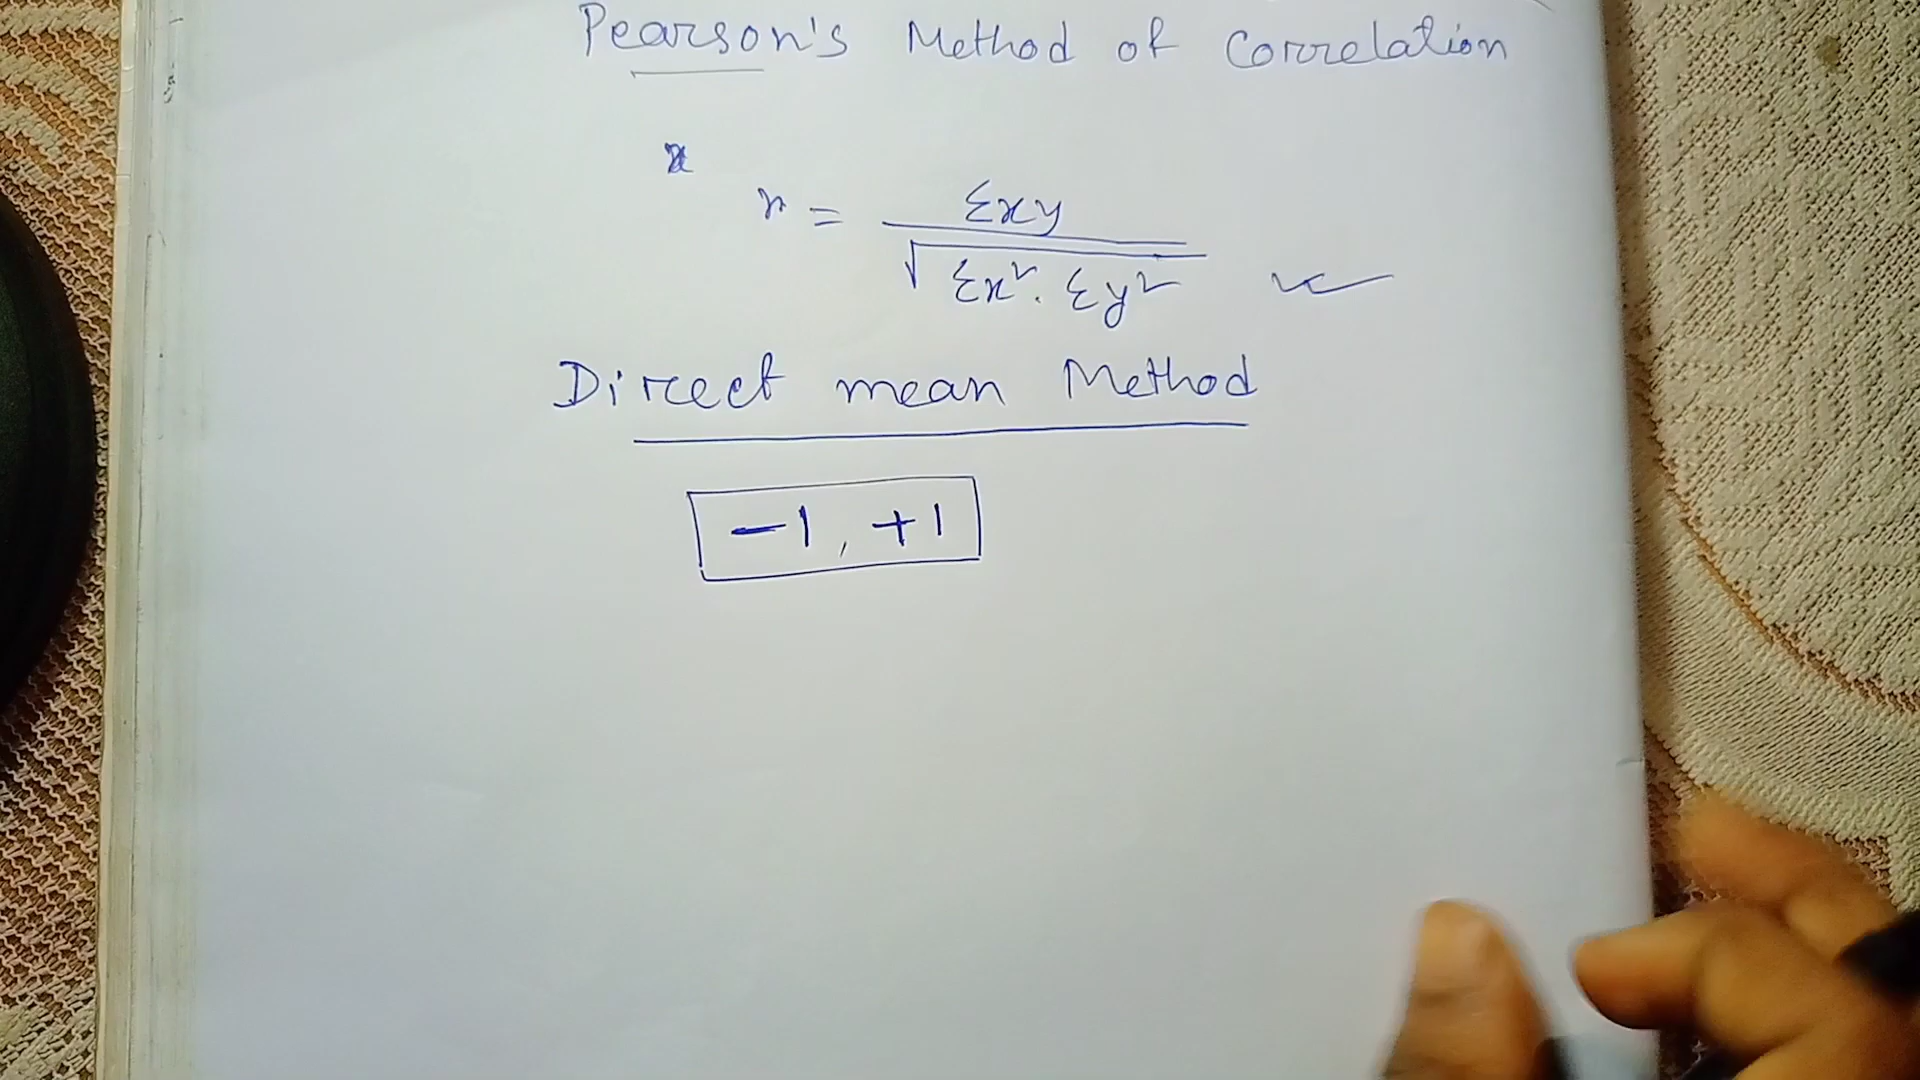 Pearson's Method of Correlation
r = Σxy / √Σx². Σy²
Direct mean Method
-1, +1